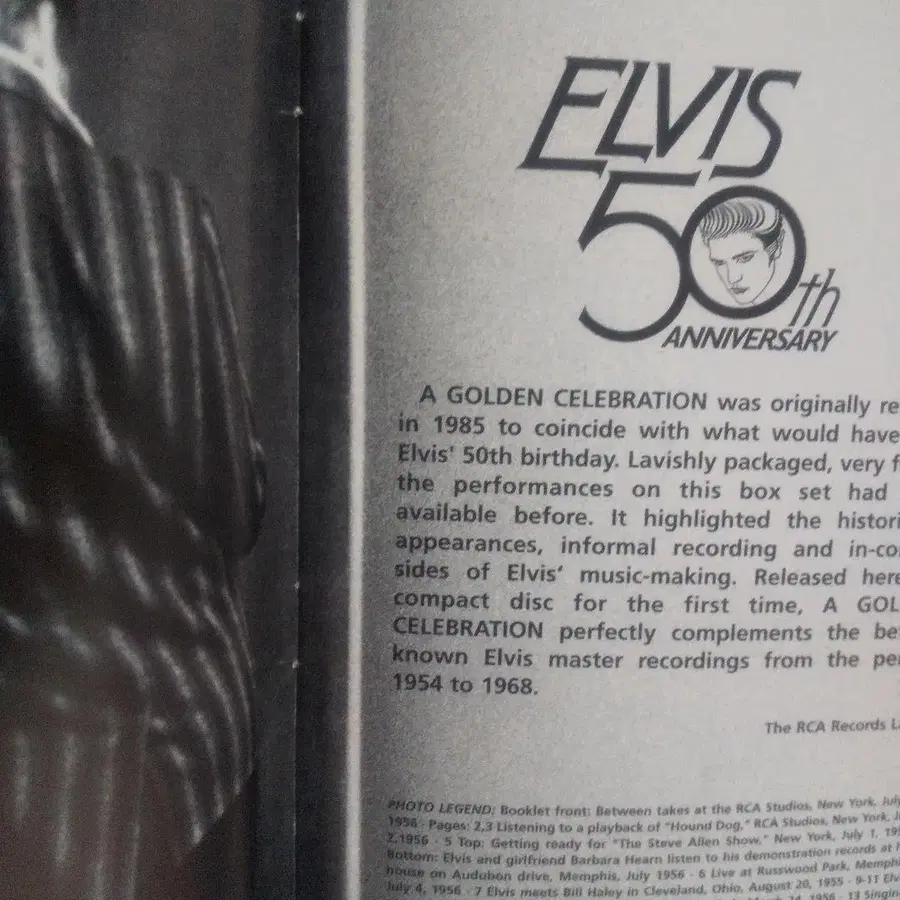 ELVIS
50th
ANNIVERSARY
A GOLDEN CELEBRATION was originally re
in 1985 to coincide with what would have
Elvis' 50th birthday. Lavishly packaged, very f
the performances on this box set had
available before. It highlighted the histori
appearances, informal recording and in-co
sides of Elvis' music-making. Released here
compact disc for the first time, A GOL
CELEBRATION perfectly complements the be
known Elvis master recordings from the pe
1954 to 1968.
The RCA Records La
PHOTO LEGEND: Booklet front: Between takes at the RCA Studios, New York, July
1956 · Pages: 2,3 Listening to a playback of "Hound Dog," RCA Studios, New York, J
2,1956 · 5 Top: Getting ready for "The Steve Allen Show," New York, July 1, 195
Bottom: Elvis and girlfriend Barbara Hearn listen to his demonstration records at h
house on Audubon drive, Memphis, July 1956 · 6 Live at Russwood Park, Memph
July 4, 1956 · 7 Elvis meets Bill Haley in Cleveland, Ohio, August 20, 1955 · 9-11 Elv
1956 · 13 Singin